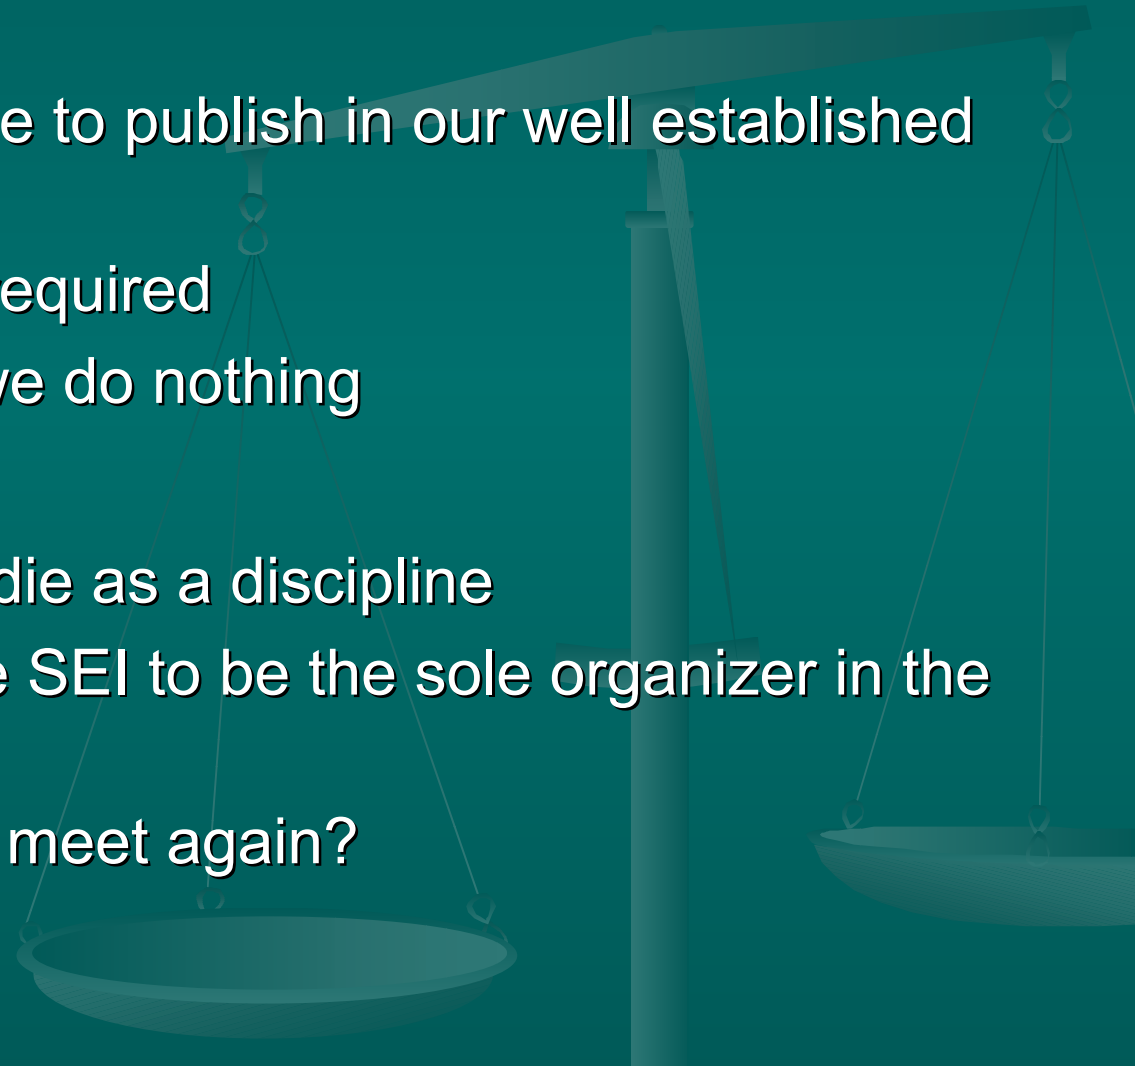 to publish in our well established
equired
we do nothing
die as a discipline
SEI to be the sole organizer in the
meet again?